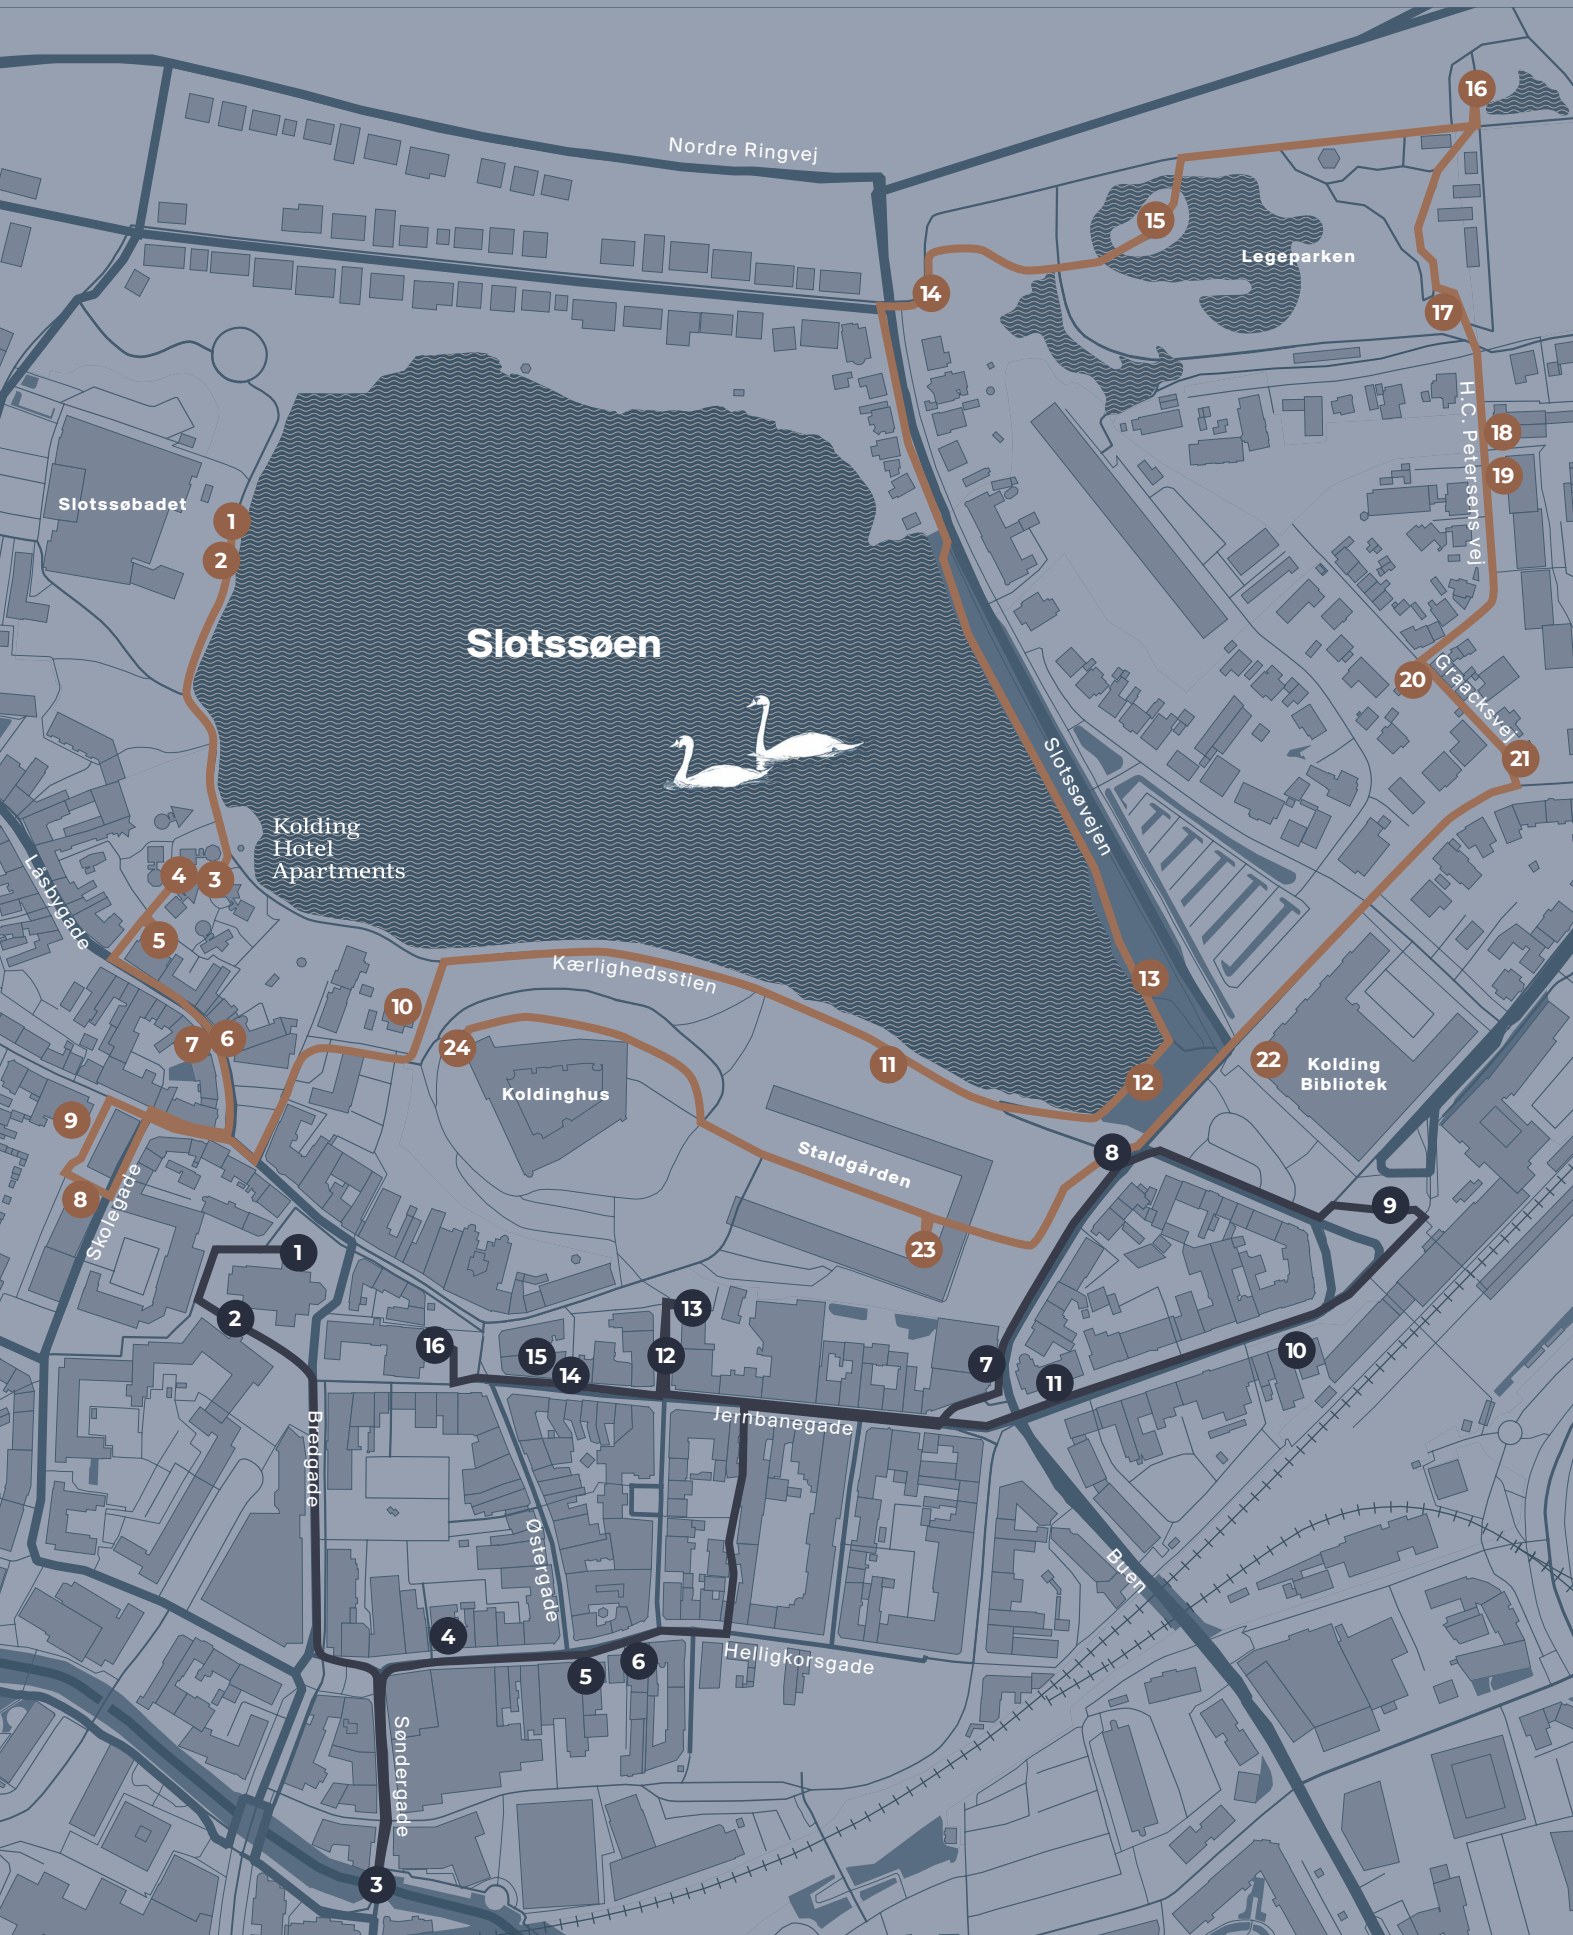 Nordre Ringvej
16
15
Legeparken
14
17
H.C. Petersens vej
18
19
Slotssøbadet
1
2
Slotssøen
20
Graacksvej
21
Slotssøvejen
Kolding
Hotel
Apartments
Låsbygade
4
3
5
Kærlighedsstien
13
10
7
6
24
11
22
Kolding
Bibliotek
12
Koldinghus
9
8
Skolegade
Staldgården
23
8
9
1
2
13
16
15
14
12
7
11
10
Jernbanegade
Bredgade
Østergade
Buen
4
5
6
Helligkorsgade
Søndergade
3